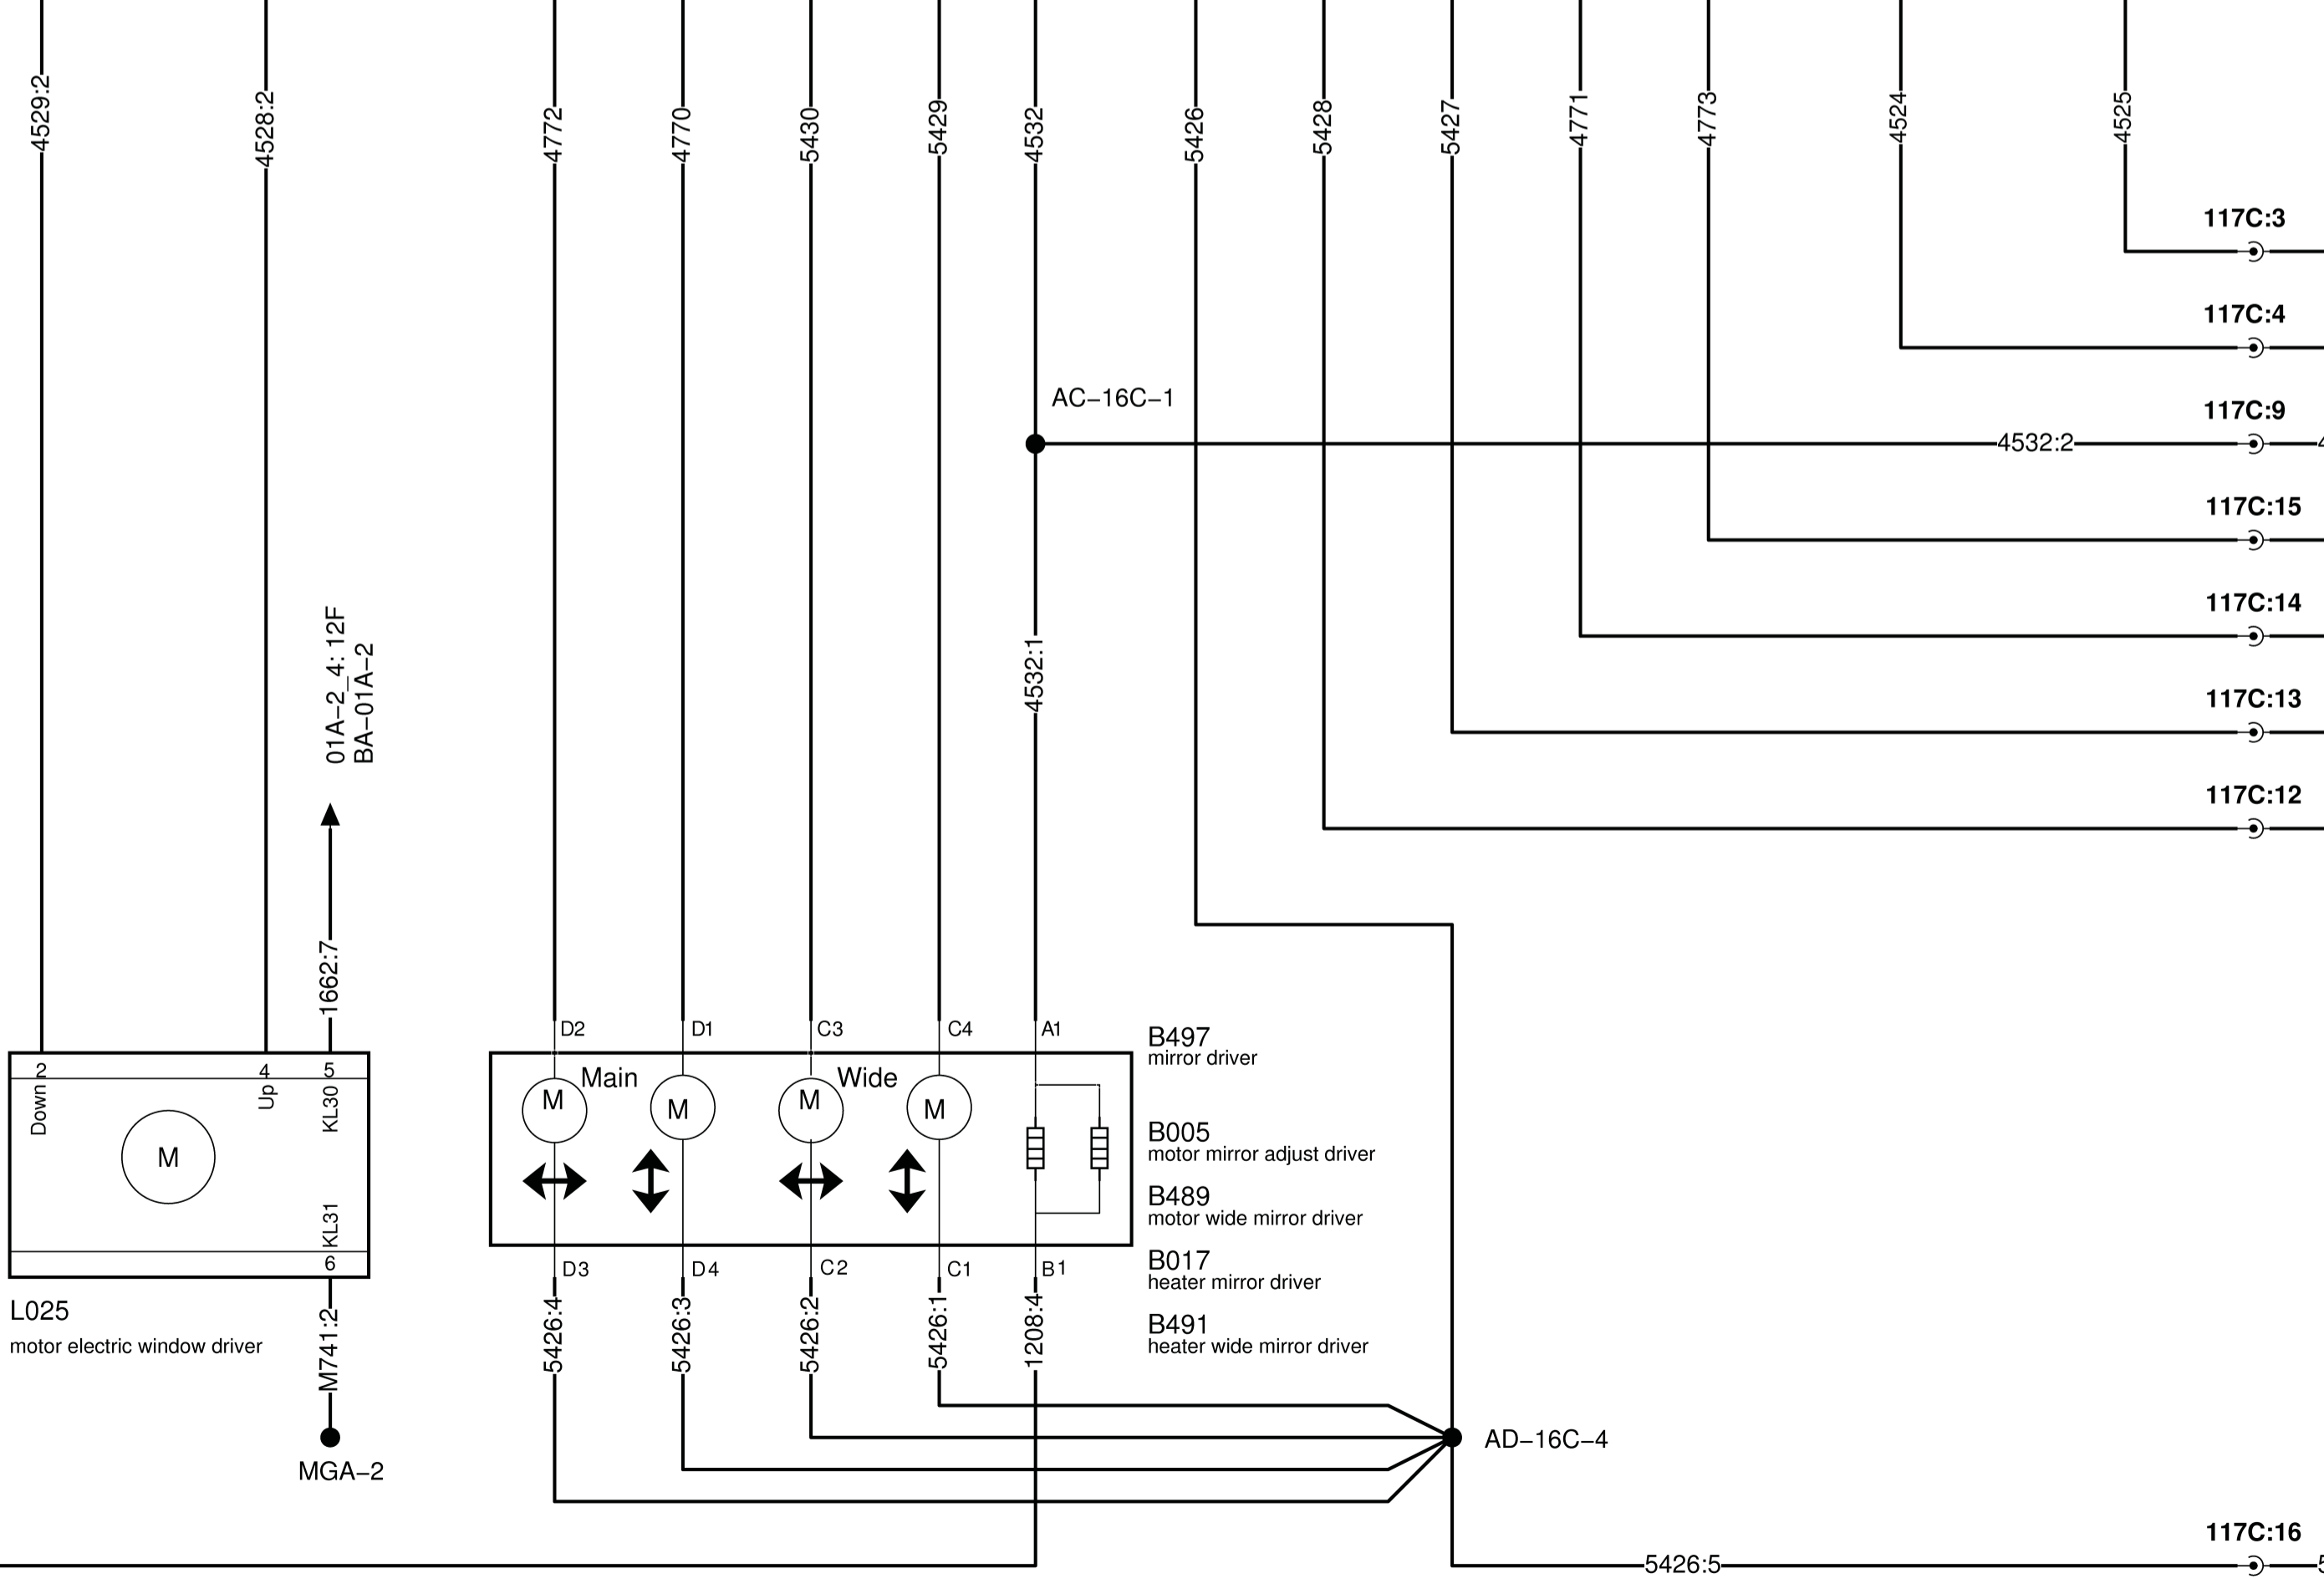 4529:2
4528:2
4772
4770
5430
5429
4532
5426
5428
5427
4771
4773
4524
4525
117C:3
117C:4
AC-16C-1
117C:9
4532:2
117C:15
117C:14
01A-2_4: 12F
BA-01A-2
4532:1
117C:13
117C:12
1662:7
D2
D1
C3
C4
A1
B497
mirror driver
2
4
5
Down
Up
KL30
Main
Wide
M
M
M
M
M
B005
motor mirror adjust driver
B489
motor wide mirror driver
KL31
6
D3
D4
C2
C1
B1
B017
heater mirror driver
L025
motor electric window driver
M741:2
5426:4
5426:3
5426:2
5426:1
1208:4
B491
heater wide mirror driver
AD-16C-4
MGA-2
117C:16
5426:5